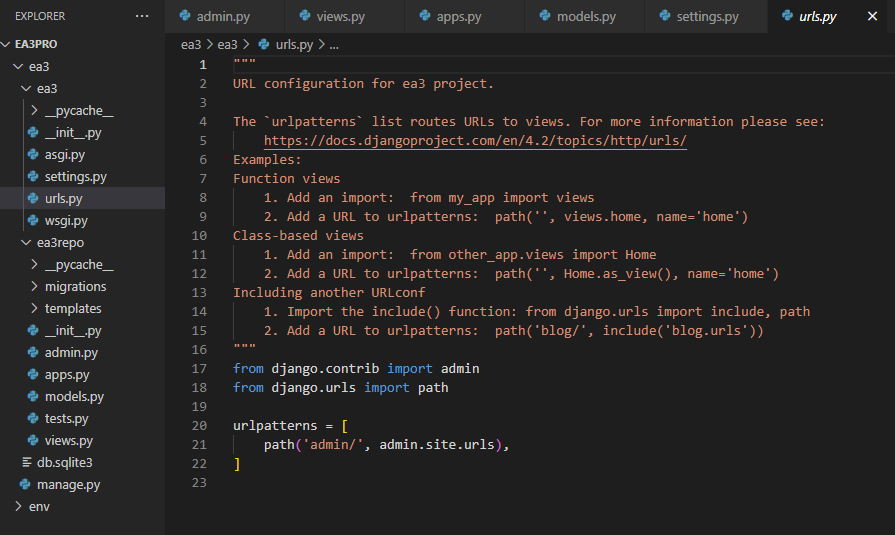 EXPLORER
···
admin.py
views.py
apps.py
models.py
settings.py
urls.py
EA3PRO
ea3
ea3
__pycache__
__init__.py
asgi.py
settings.py
urls.py
wsgi.py
ea3repo
__pycache__
migrations
templates
__init__.py
admin.py
apps.py
models.py
tests.py
views.py
db.sqlite3
manage.py
env
ea3 > ea3 > urls.py > ...
1 """
2 URL configuration for ea3 project.
3
4 The `urlpatterns` list routes URLs to views. For more information please see:
5     https://docs.djangoproject.com/en/4.2/topics/http/urls/
6 Examples:
7 Function views
8     1. Add an import:  from my_app import views
9     2. Add a URL to urlpatterns:  path('', views.home, name='home')
10 Class-based views
11     1. Add an import:  from other_app.views import Home
12     2. Add a URL to urlpatterns:  path('', Home.as_view(), name='home')
13 Including another URLconf
14     1. Import the include() function: from django.urls import include, path
15     2. Add a URL to urlpatterns:  path('blog/', include('blog.urls'))
16 """
17 from django.contrib import admin
18 from django.urls import path
19
20 urlpatterns = [
21     path('admin/', admin.site.urls),
22 ]
23